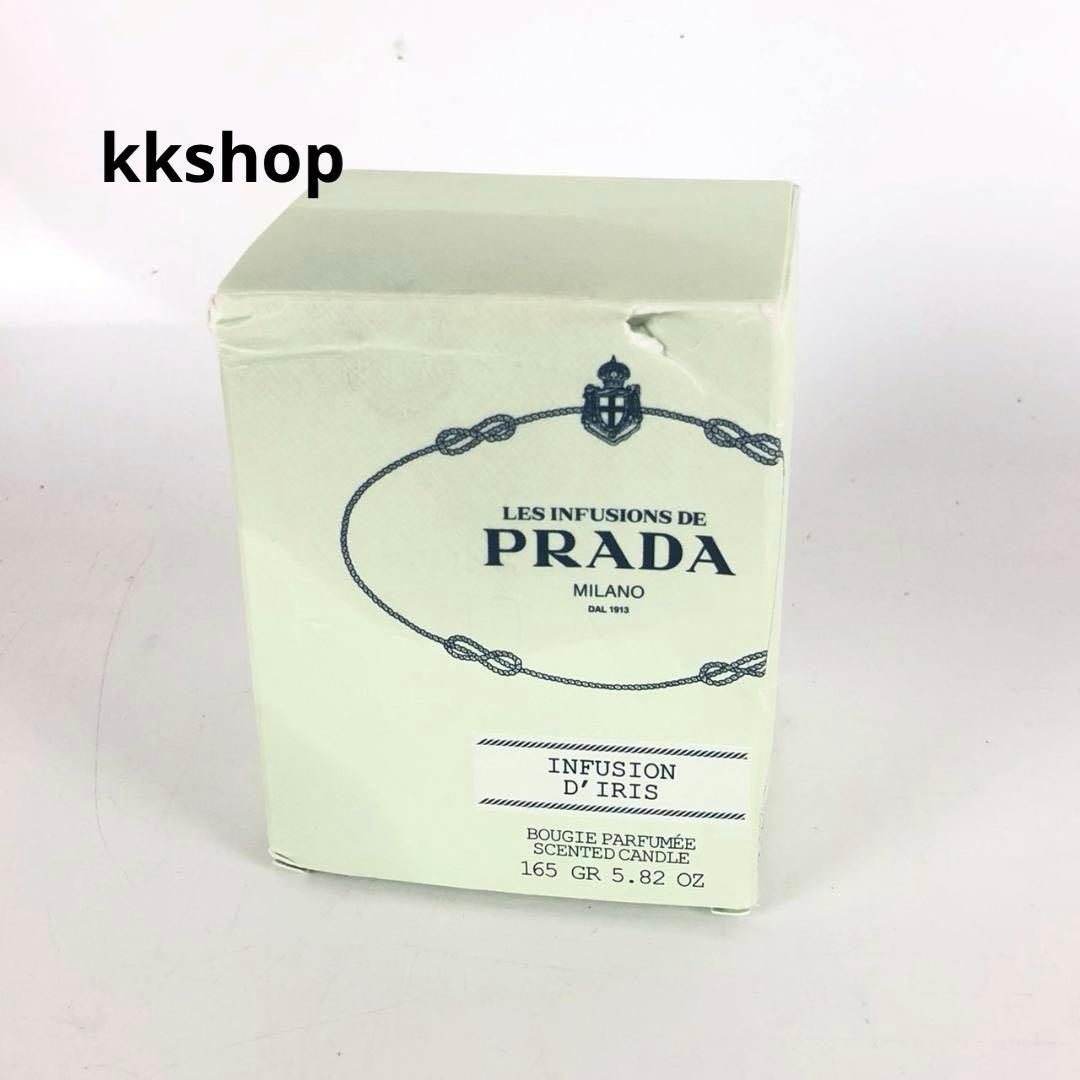 kkshop
LES INFUSIONS DE
PRADA
MILANO
DAL 1913
INFUSION
D'IRIS
BOUGIE PARFUMÉE
SCENTED CANDLE
165 GR 5.82 OZ